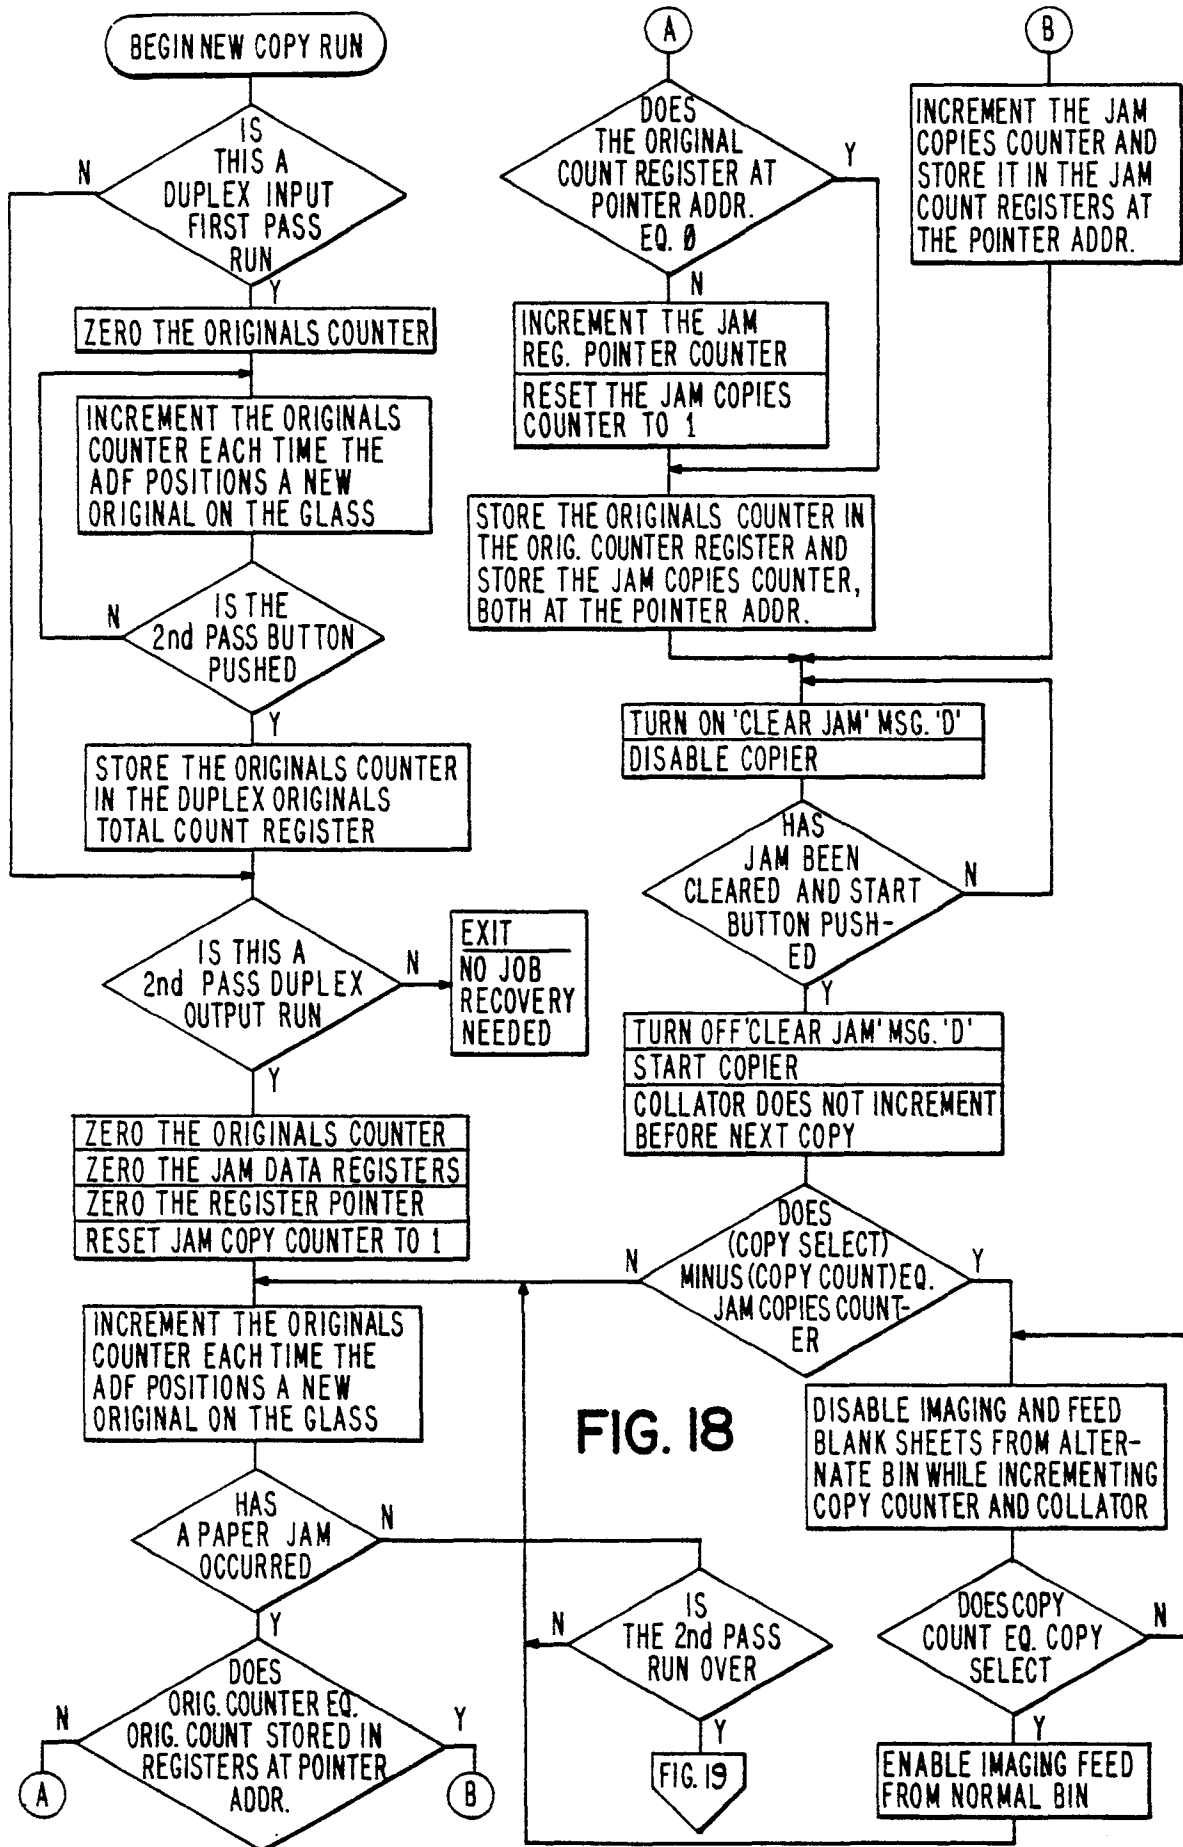 BEGIN NEW COPY RUN
IS
THIS A
DUPLEX INPUT
FIRST PASS
RUN
N
Y
ZERO THE ORIGINALS COUNTER
INCREMENT THE ORIGINALS
COUNTER EACH TIME THE
ADF POSITIONS A NEW
ORIGINAL ON THE GLASS
IS THE
2nd PASS BUTTON
PUSHED
N
Y
STORE THE ORIGINALS COUNTER
IN THE DUPLEX ORIGINALS
TOTAL COUNT REGISTER
IS THIS A
2nd PASS DUPLEX
OUTPUT RUN
N
EXIT
NO JOB
RECOVERY
NEEDED
Y
ZERO THE ORIGINALS COUNTER
ZERO THE JAM DATA REGISTERS
ZERO THE REGISTER POINTER
RESET JAM COPY COUNTER TO 1
INCREMENT THE ORIGINALS
COUNTER EACH TIME THE
ADF POSITIONS A NEW
ORIGINAL ON THE GLASS
HAS
A PAPER JAM
OCCURRED
N
Y
DOES
ORIG. COUNTER EQ.
ORIG. COUNT STORED IN
REGISTERS AT POINTER
ADDR.
N
Y
A
B
A
DOES
THE ORIGINAL
COUNT REGISTER AT
POINTER ADDR.
EQ. 0
Y
N
INCREMENT THE JAM
REG. POINTER COUNTER
RESET THE JAM COPIES
COUNTER TO 1
STORE THE ORIGINALS COUNTER IN
THE ORIG. COUNTER REGISTER AND
STORE THE JAM COPIES COUNTER,
BOTH AT THE POINTER ADDR.
B
INCREMENT THE JAM
COPIES COUNTER AND
STORE IT IN THE JAM
COUNT REGISTERS AT
THE POINTER ADDR.
TURN ON 'CLEAR JAM' MSG. 'D'
DISABLE COPIER
HAS
JAM BEEN
CLEARED AND START
BUTTON PUSH-
ED
N
Y
TURN OFF 'CLEAR JAM' MSG. 'D'
START COPIER
COLLATOR DOES NOT INCREMENT
BEFORE NEXT COPY
DOES
(COPY SELECT)
MINUS (COPY COUNT) EQ.
JAM COPIES COUNT-
ER
N
Y
DISABLE IMAGING AND FEED
BLANK SHEETS FROM ALTER-
NATE BIN WHILE INCREMENTING
COPY COUNTER AND COLLATOR
DOES COPY
COUNT EQ. COPY
SELECT
N
Y
ENABLE IMAGING FEED
FROM NORMAL BIN
IS
THE 2nd PASS
RUN OVER
N
Y
FIG. 19
FIG. 18